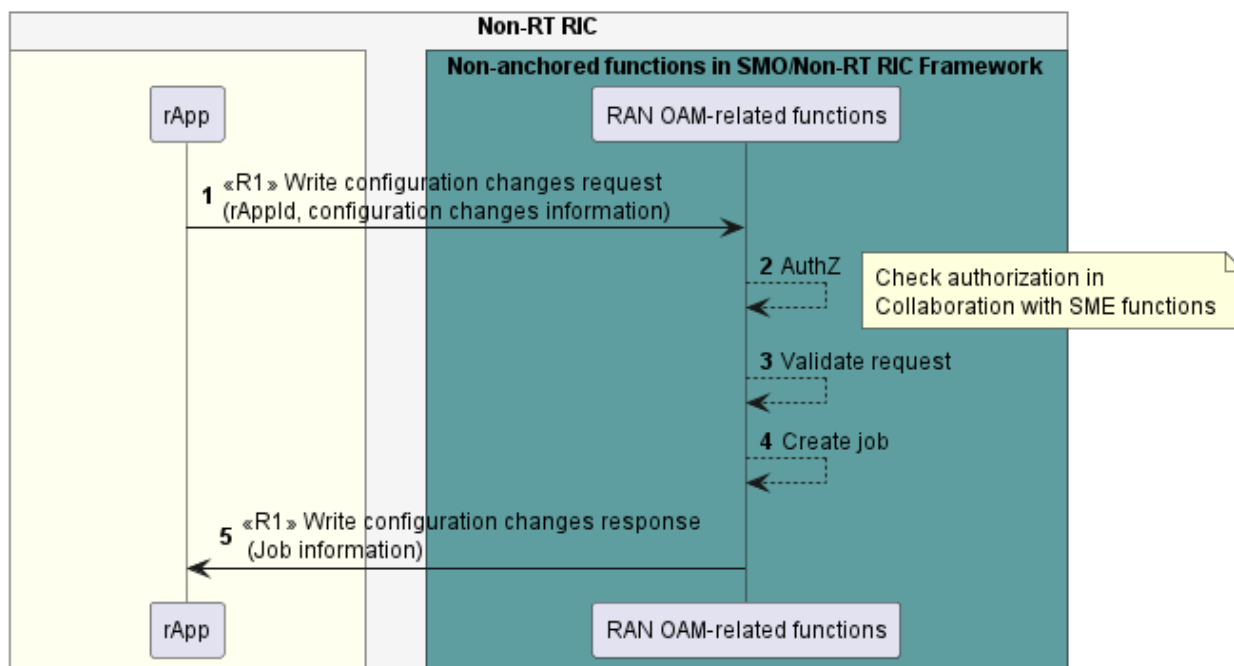 Non-RT RIC
Non-anchored functions in SMO/Non-RT RIC Framework
rApp
RAN OAM-related functions
1 «R1» Write configuration changes request
(rAppId, configuration changes information)
2 AuthZ
Check authorization in
Collaboration with SME functions
3 Validate request
4 Create job
5 «R1» Write configuration changes response
(Job information)
rApp
RAN OAM-related functions